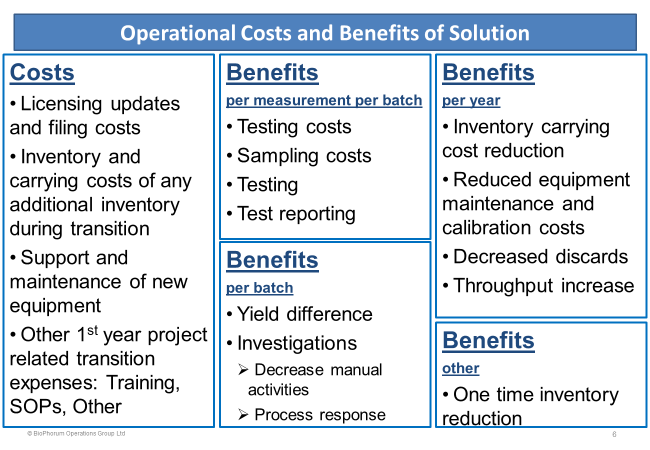 Operational Costs and Benefits of Solution
Costs
• Licensing updates
and filing costs
• Inventory and
carrying costs of any
additional inventory
during transition
• Support and
maintenance of new
equipment
• Other 1st year project
related transition
expenses: Training,
SOPs, Other
Benefits
per measurement per batch
• Testing costs
• Sampling costs
• Testing
• Test reporting
Benefits
per batch
• Yield difference
• Investigations
➢ Decrease manual
activities
➢ Process response
Benefits
per year
• Inventory carrying
cost reduction
• Reduced equipment
maintenance and
calibration costs
• Decreased discards
• Throughput increase
Benefits
other
• One time inventory
reduction
© BioPhorum Operations Group Ltd
6